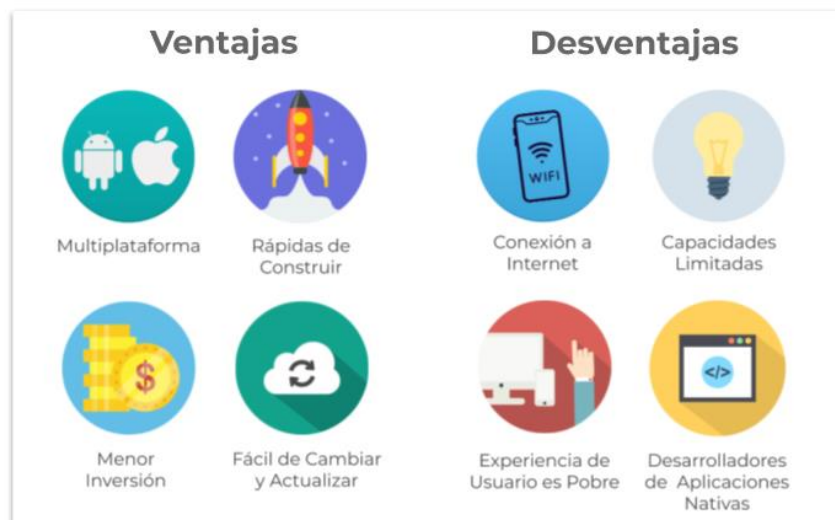 Ventajas
Desventajas
Multiplataforma
Rápidas de
Construir
WIFI
Conexión a
Internet
Capacidades
Limitadas
$
Menor
Inversión
Fácil de Cambiar
y Actualizar
Experiencia de
Usuario es Pobre
</>
Desarrolladores
de Aplicaciones
Nativas